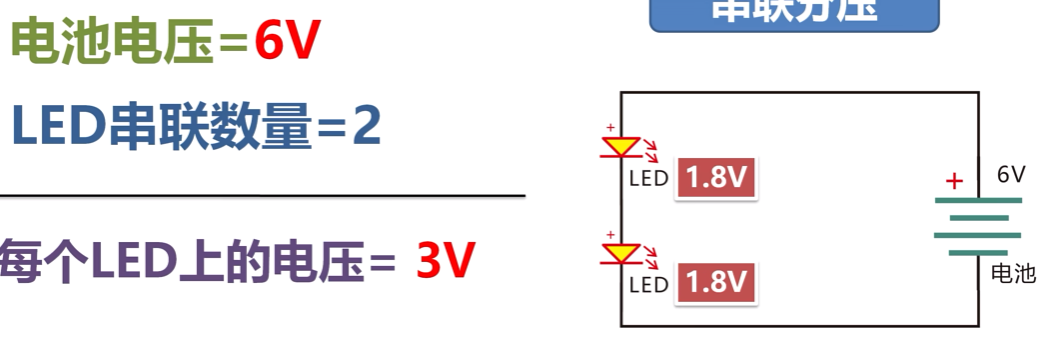 串联分压
电池电压=6V
LED串联数量=2
每个LED上的电压= 3V
+
LED 1.8V
+
LED 1.8V
+ 6V
电池